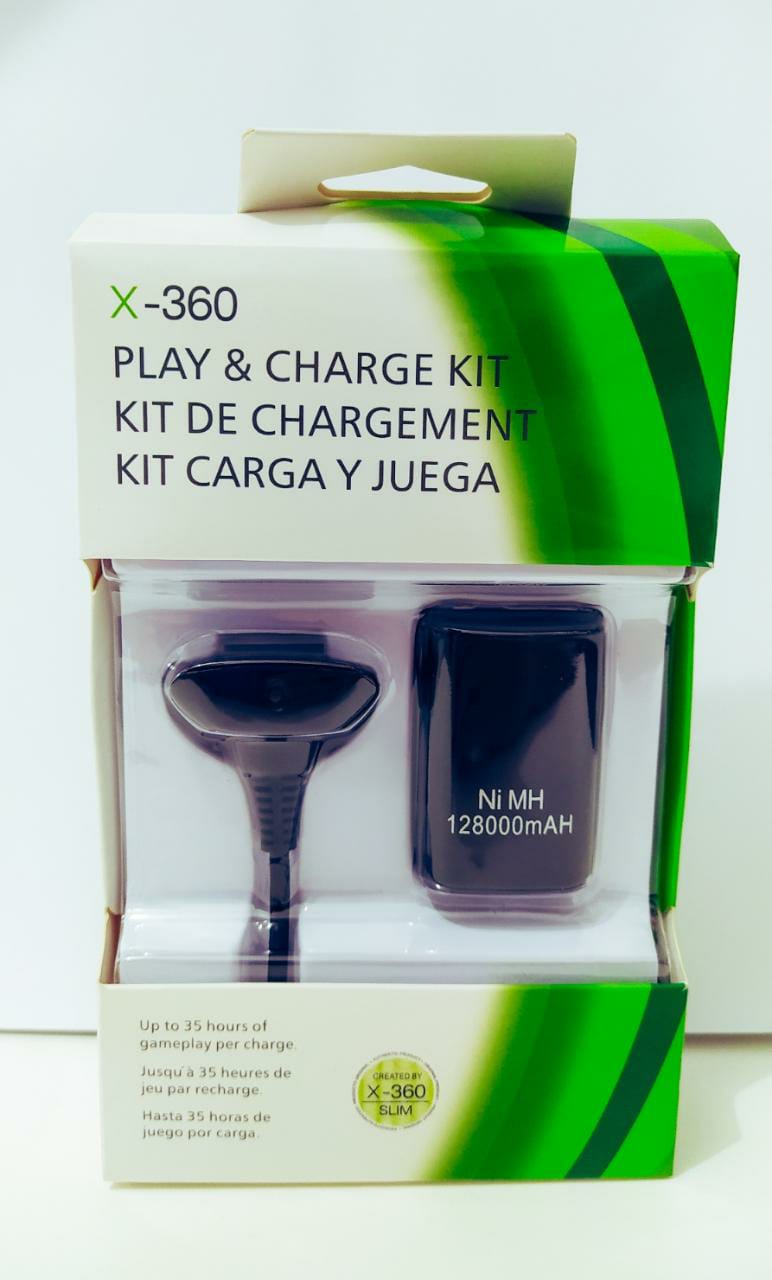 X-360
PLAY & CHARGE KIT
KIT DE CHARGEMENT
KIT CARGA Y JUEGA
Ni MH
128000mAH
Up to 35 hours of
gameplay per charge.
Jusqu'à 35 heures de
jeu par recharge.
Hasta 35 horas de
juego por carga.
CREATED BY
X-360
SLIM